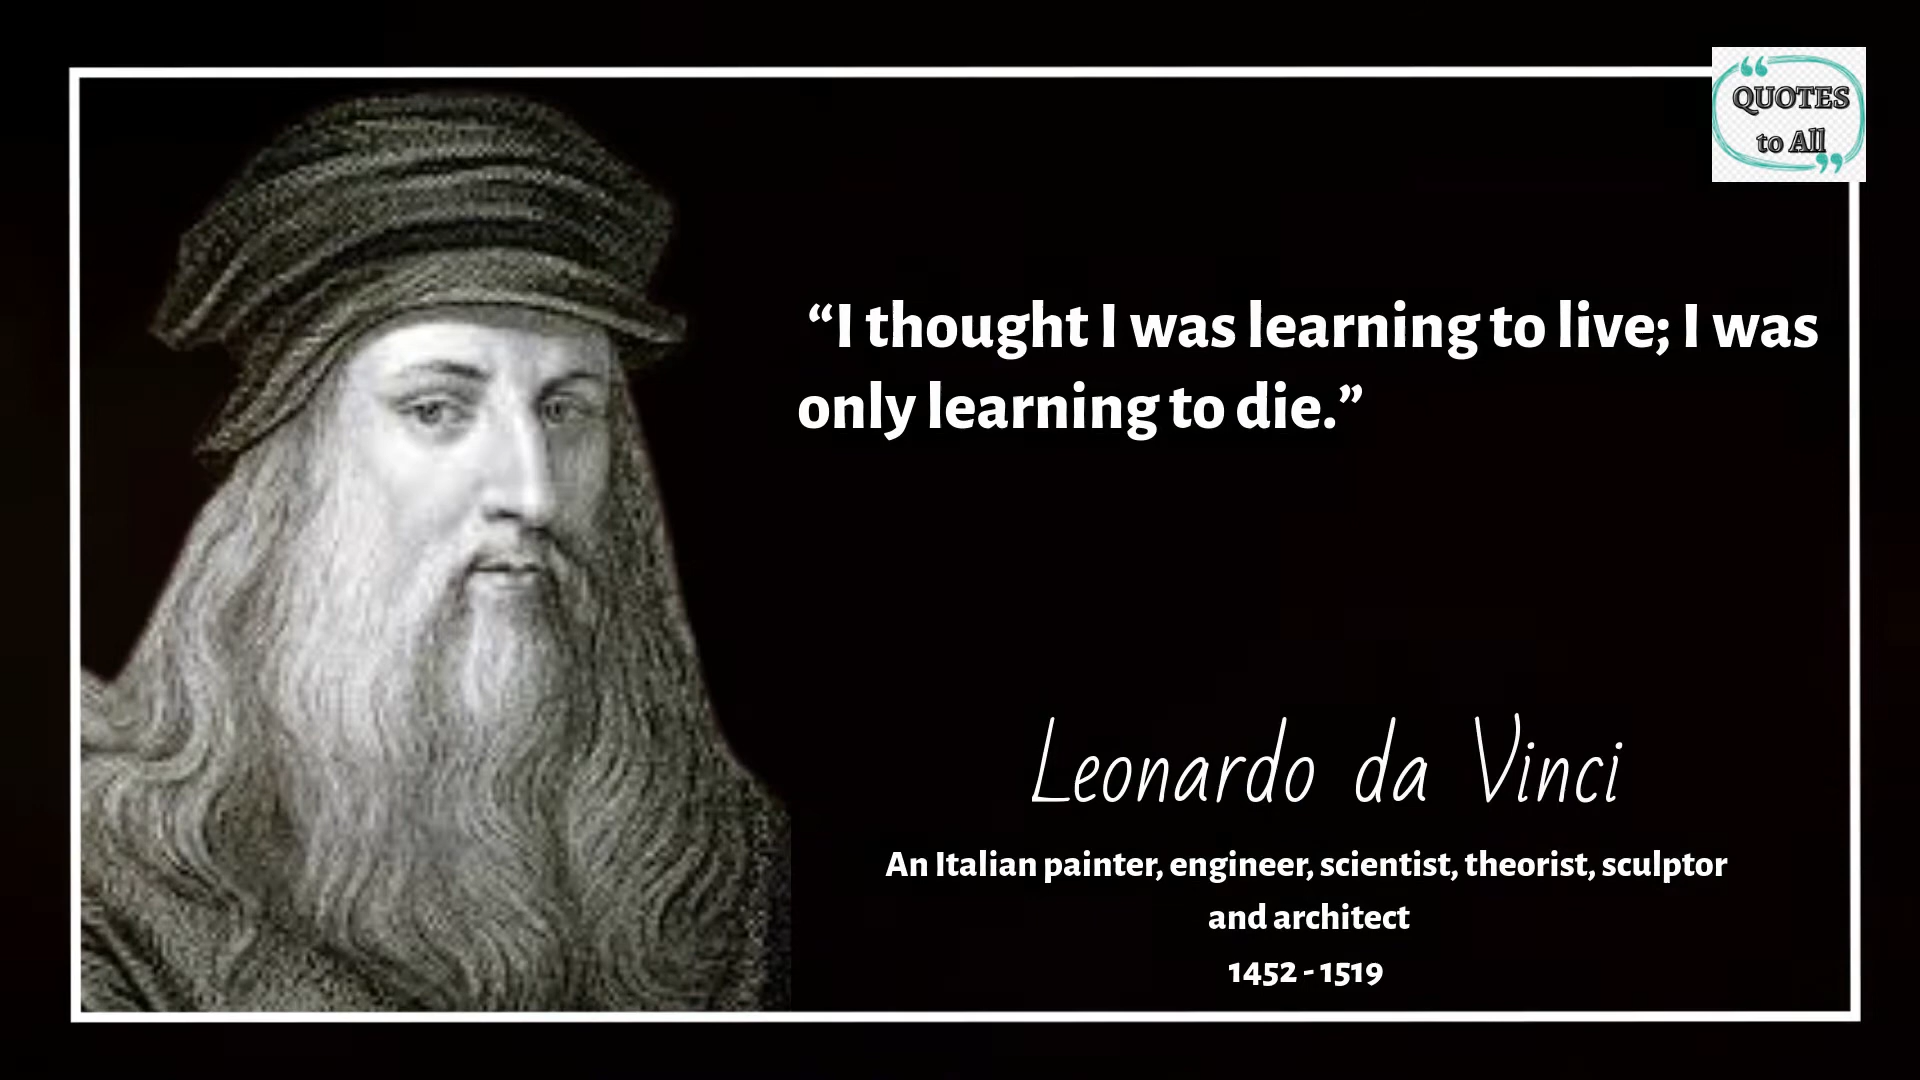 QUOTES
to All
“I thought I was learning to live; I was
only learning to die.”
Leonardo da Vinci
An Italian painter, engineer, scientist, theorist, sculptor
and architect
1452 - 1519